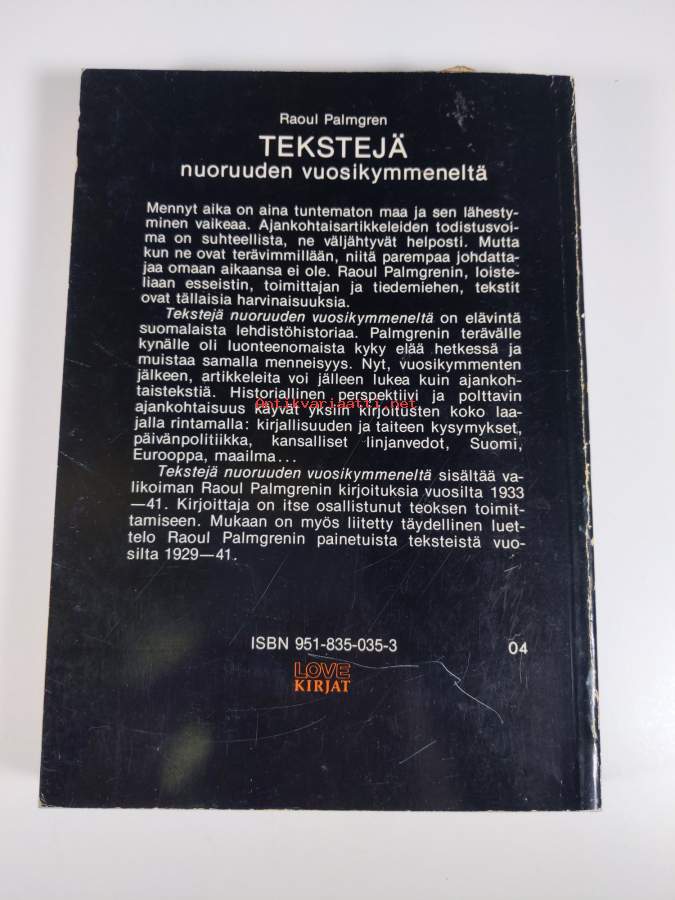 Raoul Palmgren
TEKSTEJÄ
nuoruuden vuosikymmeneltä
Mennyt aika on aina tuntematon maa ja sen lähesty-
minen vaikeaa. Ajankohtaisartikkeleiden todistusvoi-
ma on suhteellista, ne väljähtyvät helposti. Mutta
kun ne ovat terävimmillään, niitä parempaa johdatta-
jaa omaan aikaansa ei ole. Raoul Palmgrenin, loiste-
liaan esseistin, toimittajan ja tiedemiehen, tekstit
ovat tällaisia harvinaisuuksia.
Tekstejä nuoruuden vuosikymmeneltä on elävintä
suomalaista lehdistöhistoriaa. Palmgrenin terävälle
kynälle oli luonteenomaista kyky elää hetkessä ja
muistaa samalla menneisyys. Nyt, vuosikymmenten
jälkeen, artikkeleita voi jälleen lukea kuin ajankoh-
taistekstiä. Historiallinen perspektiivi ja polttavin
antikvariaatti.net
ajankohtaisuus käyvät yksiin kirjoitusten koko laa-
jalla rintamalla: kirjallisuuden ja taiteen kysymykset,
päivänpolitiikka, kansalliset linjanvedot, Suomi,
Eurooppa, maailma...
Tekstejä nuoruuden vuosikymmeneltä sisältää va-
likoiman Raoul Palmgrenin kirjoituksia vuosilta 1933
—41. Kirjoittaja on itse osallistunut teoksen toimit-
tamiseen. Mukaan on myös liitetty täydellinen luet-
telo Raoul Palmgrenin painetuista teksteistä vuo-
silta 1929—41.
ISBN 951-835-035-3
04
LOVE
KIRJAT